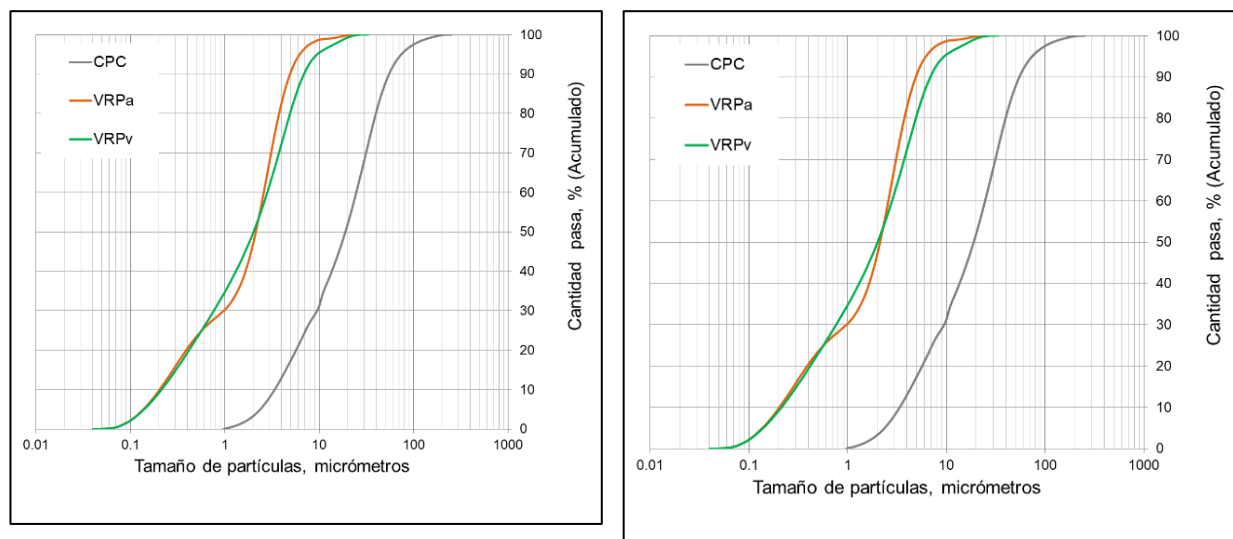 CPC
VRPa
VRPv
100
90
80
70
60
50
40
30
20
10
0
Cantidad pasa, % (Acumulado)
0.01 0.1 1 10 100 1000
Tamaño de partículas, micrómetros
CPC
VRPa
VRPv
100
90
80
70
60
50
40
30
20
10
0
Cantidad pasa, % (Acumulado)
0.01 0.1 1 10 100 1000
Tamaño de partículas, micrómetros